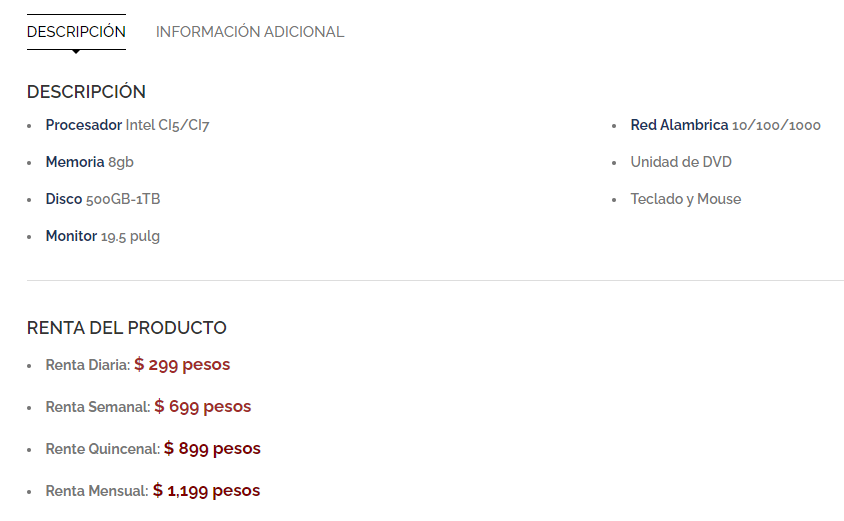 DESCRIPCIÓN
INFORMACIÓN ADICIONAL
DESCRIPCIÓN
Procesador Intel CI5/CI7
Memoria 8gb
Disco 500GB-1TB
Monitor 19.5 pulg
Red Alambrica 10/100/1000
Unidad de DVD
Teclado y Mouse
RENTA DEL PRODUCTO
Renta Diaria: $ 299 pesos
Renta Semanal: $ 699 pesos
Rente Quincenal: $ 899 pesos
Renta Mensual: $ 1,199 pesos